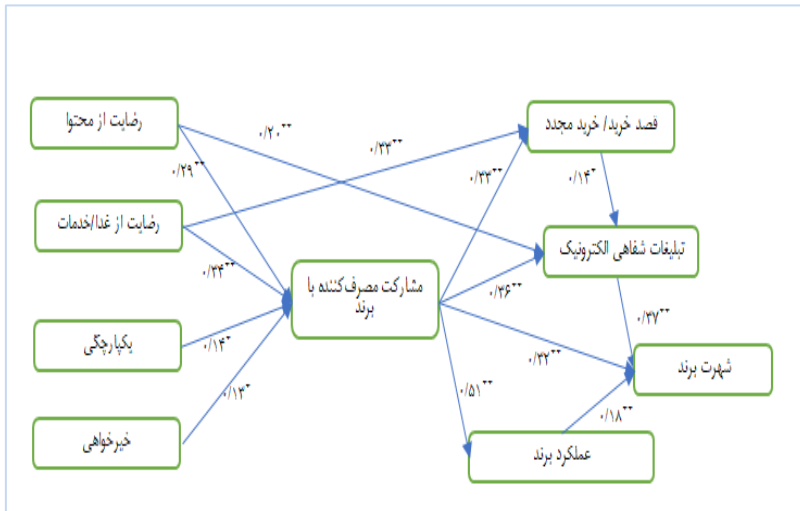 رضایت از محتوا
قصد خرید/ خرید مجدد
۰/۲۰**
۰/۳۳**
۰/۲۹**
۰/۳۳**
۰/۱۴*
رضایت از غذا/خدمات
تبلیغات شفاهی الکترونیک
۰/۳۴**
مشارکت مصرف‌کننده با
برند
۰/۳۶**
۰/۳۷**
یکپارچگی
۰/۱۴*
۰/۳۲**
شهرت برند
۰/۱۳*
۰/۵۱**
۰/۱۸**
خیرخواهی
عملکرد برند